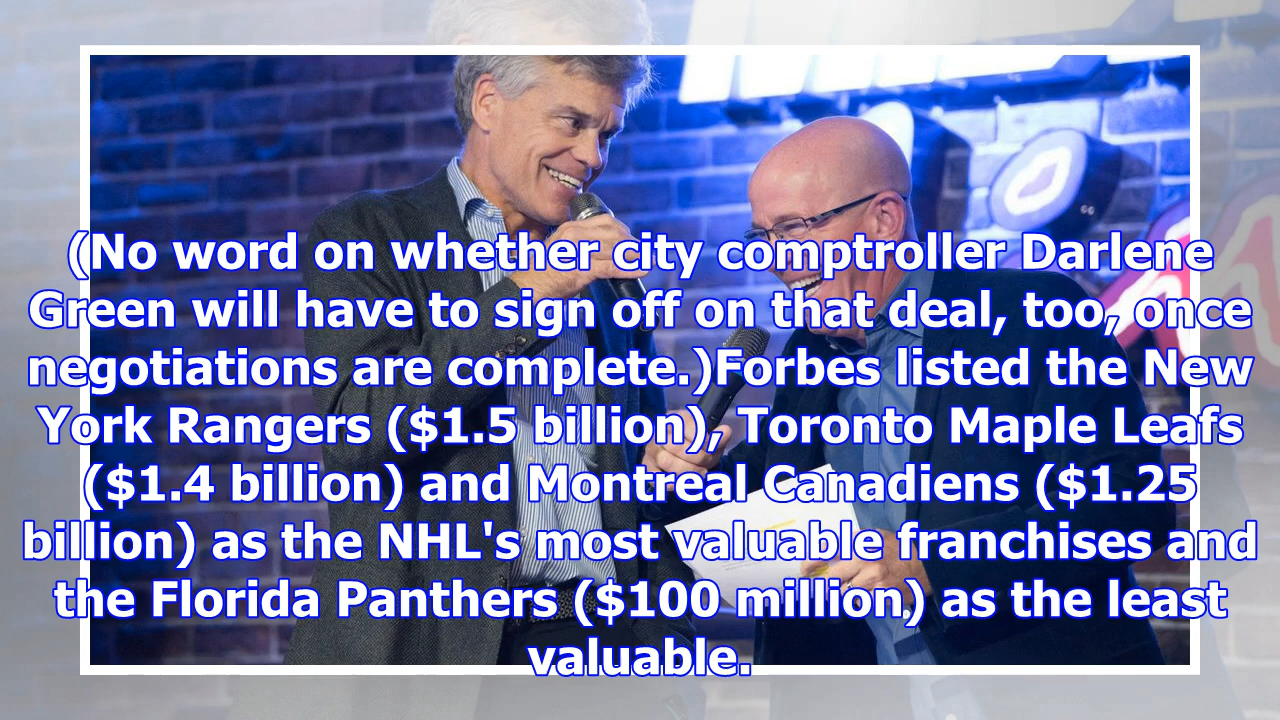 (No word on whether city comptroller Darlene
Green will have to sign off on that deal, too, once
negotiations are complete.)Forbes listed the New
York Rangers ($1.5 billion), Toronto Maple Leafs
($1.4 billion) and Montreal Canadiens ($1.25
billion) as the NHL's most valuable franchises and
the Florida Panthers ($100 million) as the least
valuable.